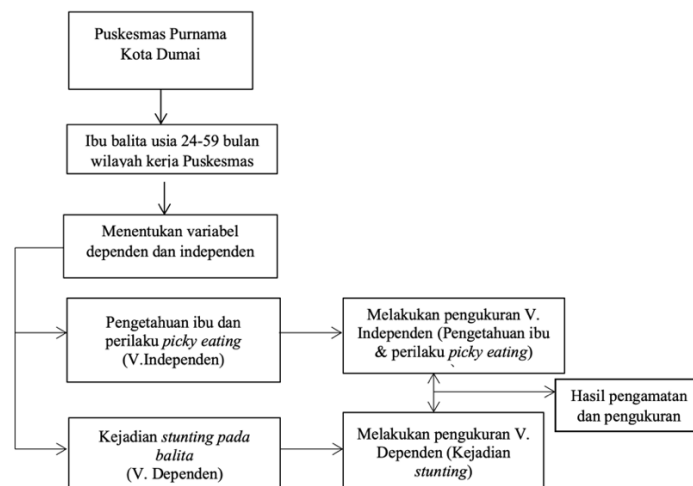 Puskesmas Purnama
Kota Dumai
Ibu balita usia 24-59 bulan
wilayah kerja Puskesmas
Menentukan variabel
dependen dan independen
Pengetahuan ibu dan
perilaku picky eating
(V.Independen)
Melakukan pengukuran V.
Independen (Pengetahuan ibu
& perilaku picky eating)
Hasil pengamatan
dan pengukuran
Kejadian stunting pada
balita
(V. Dependen)
Melakukan pengukuran V.
Dependen (Kejadian
stunting)